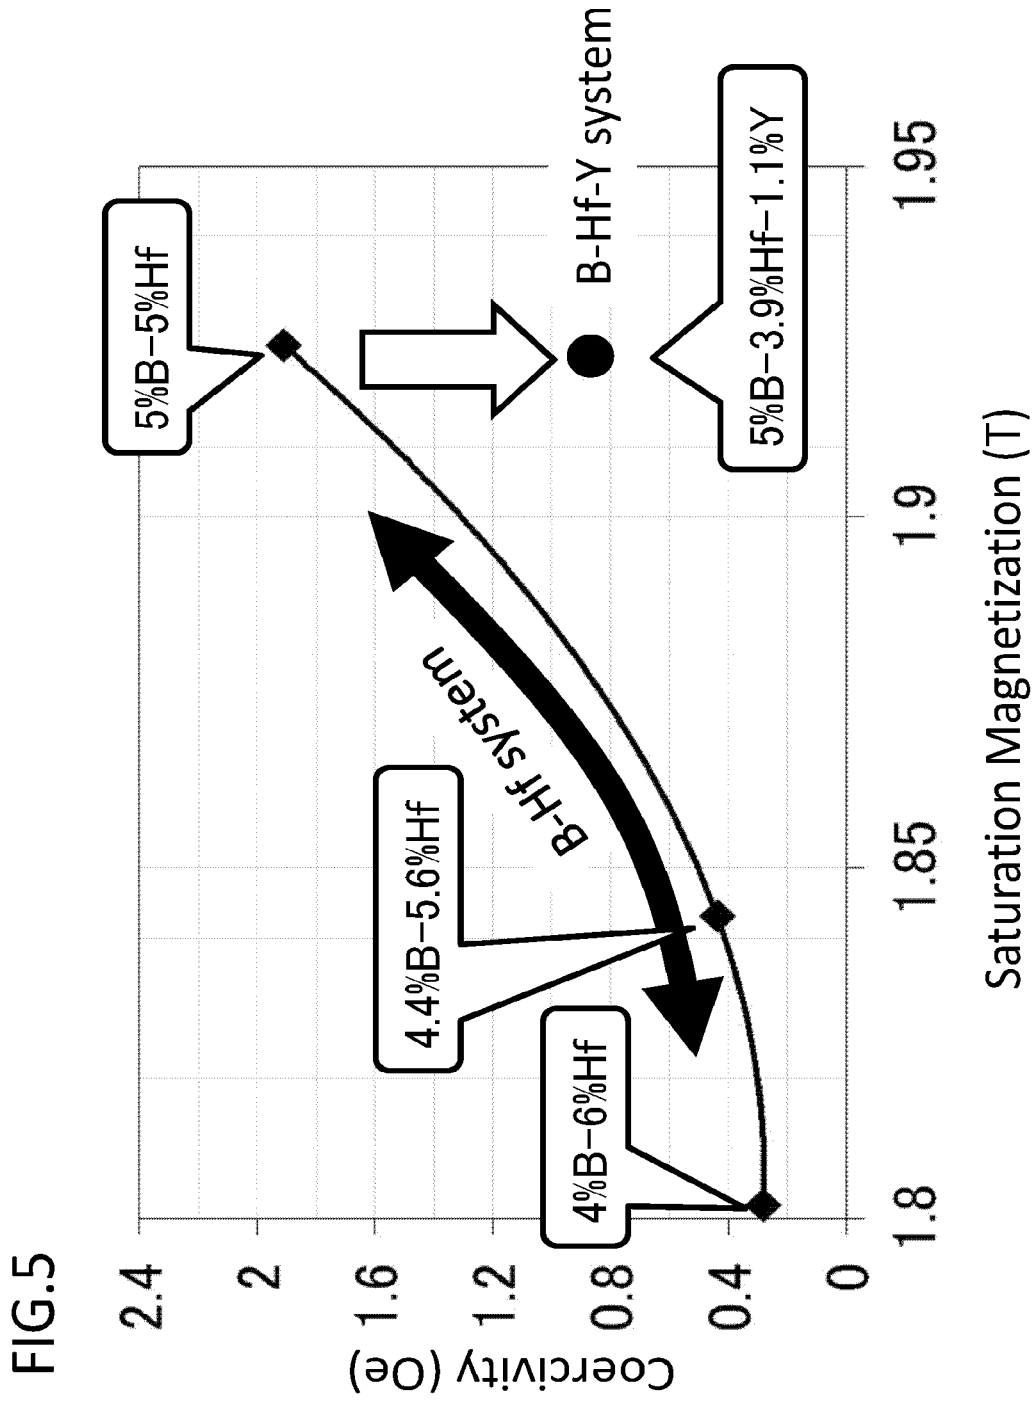 FIG.5
Coercivity (Oe)
2.4
2
1.6
1.2
0.8
0.4
0
5%B−5%Hf
B-Hf system
4.4%B−5.6%Hf
4%B−6%Hf
B-Hf-Y system
5%B−3.9%Hf−1.1%Y
1.8
1.85
1.9
1.95
Saturation Magnetization (T)